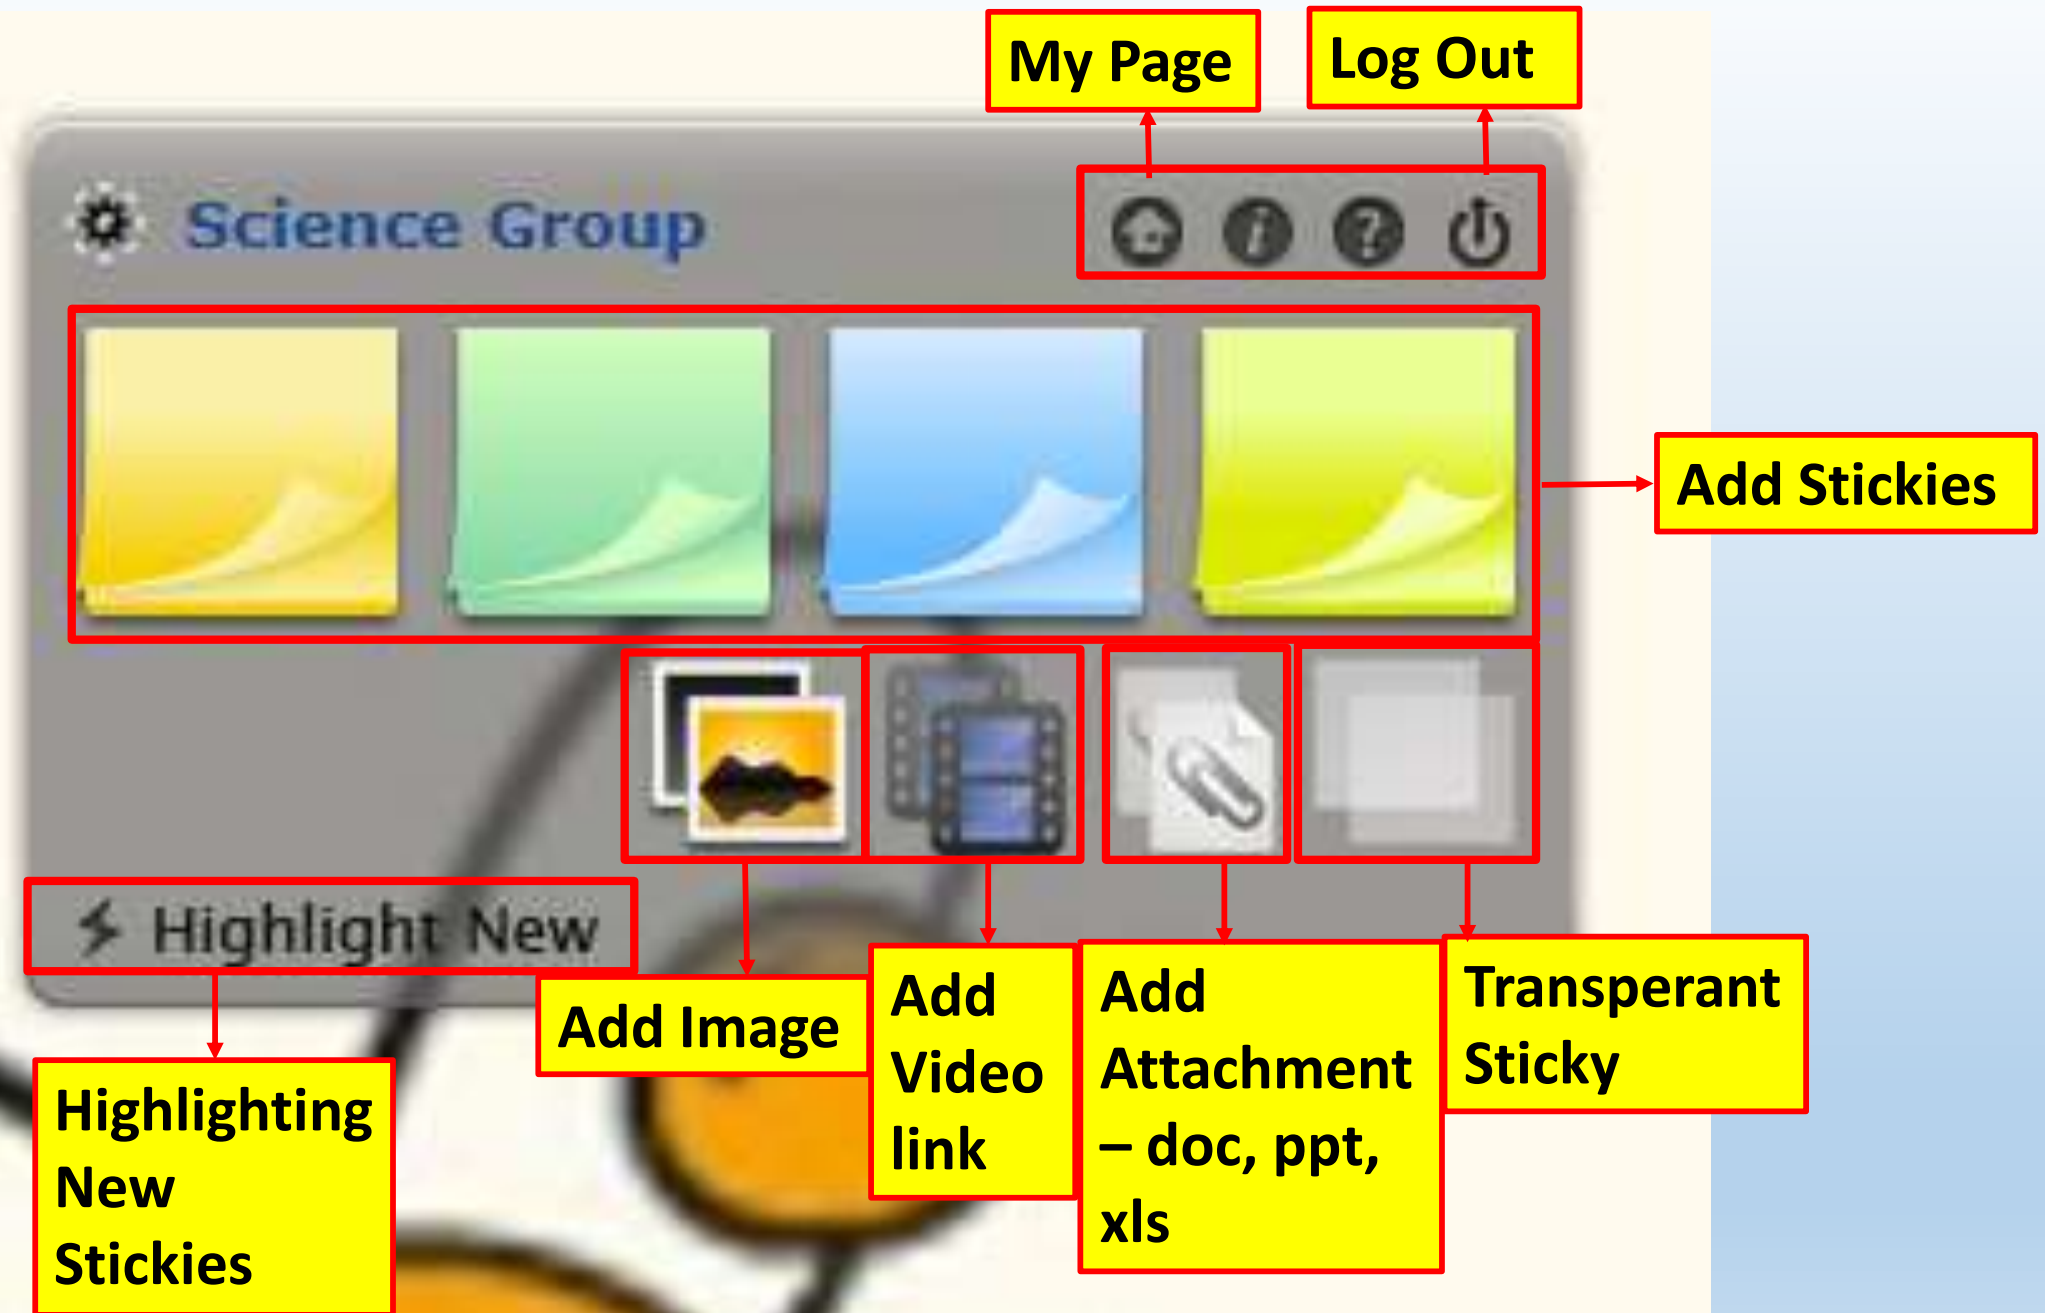 My Page
Log Out
Science Group
Add Stickies
Highlight New
Add Image
Add
Video
link
Add
Attachment
– doc, ppt,
xls
Transperant
Sticky
Highlighting
New
Stickies